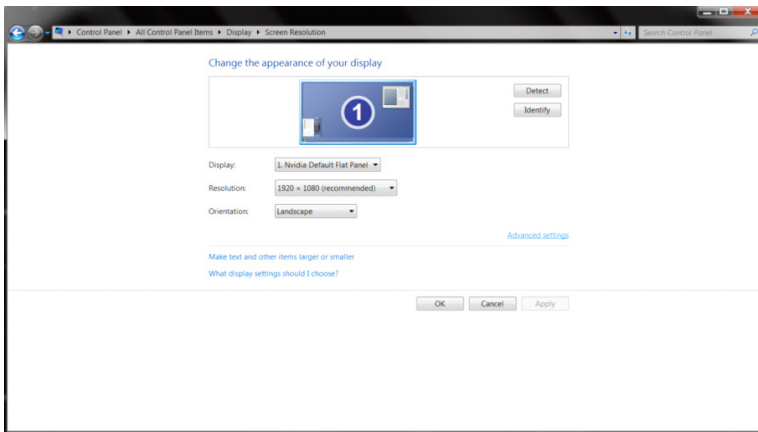 Control Panel ▸ All Control Panel Items ▸ Display ▸ Screen Resolution
Search Control Panel
Change the appearance of your display
1
Detect
Identify
Display: 1. Nvidia Default Flat Panel
Resolution: 1920 × 1080 (recommended)
Orientation: Landscape
Advanced settings
Make text and other items larger or smaller
What display settings should I choose?
OK Cancel Apply